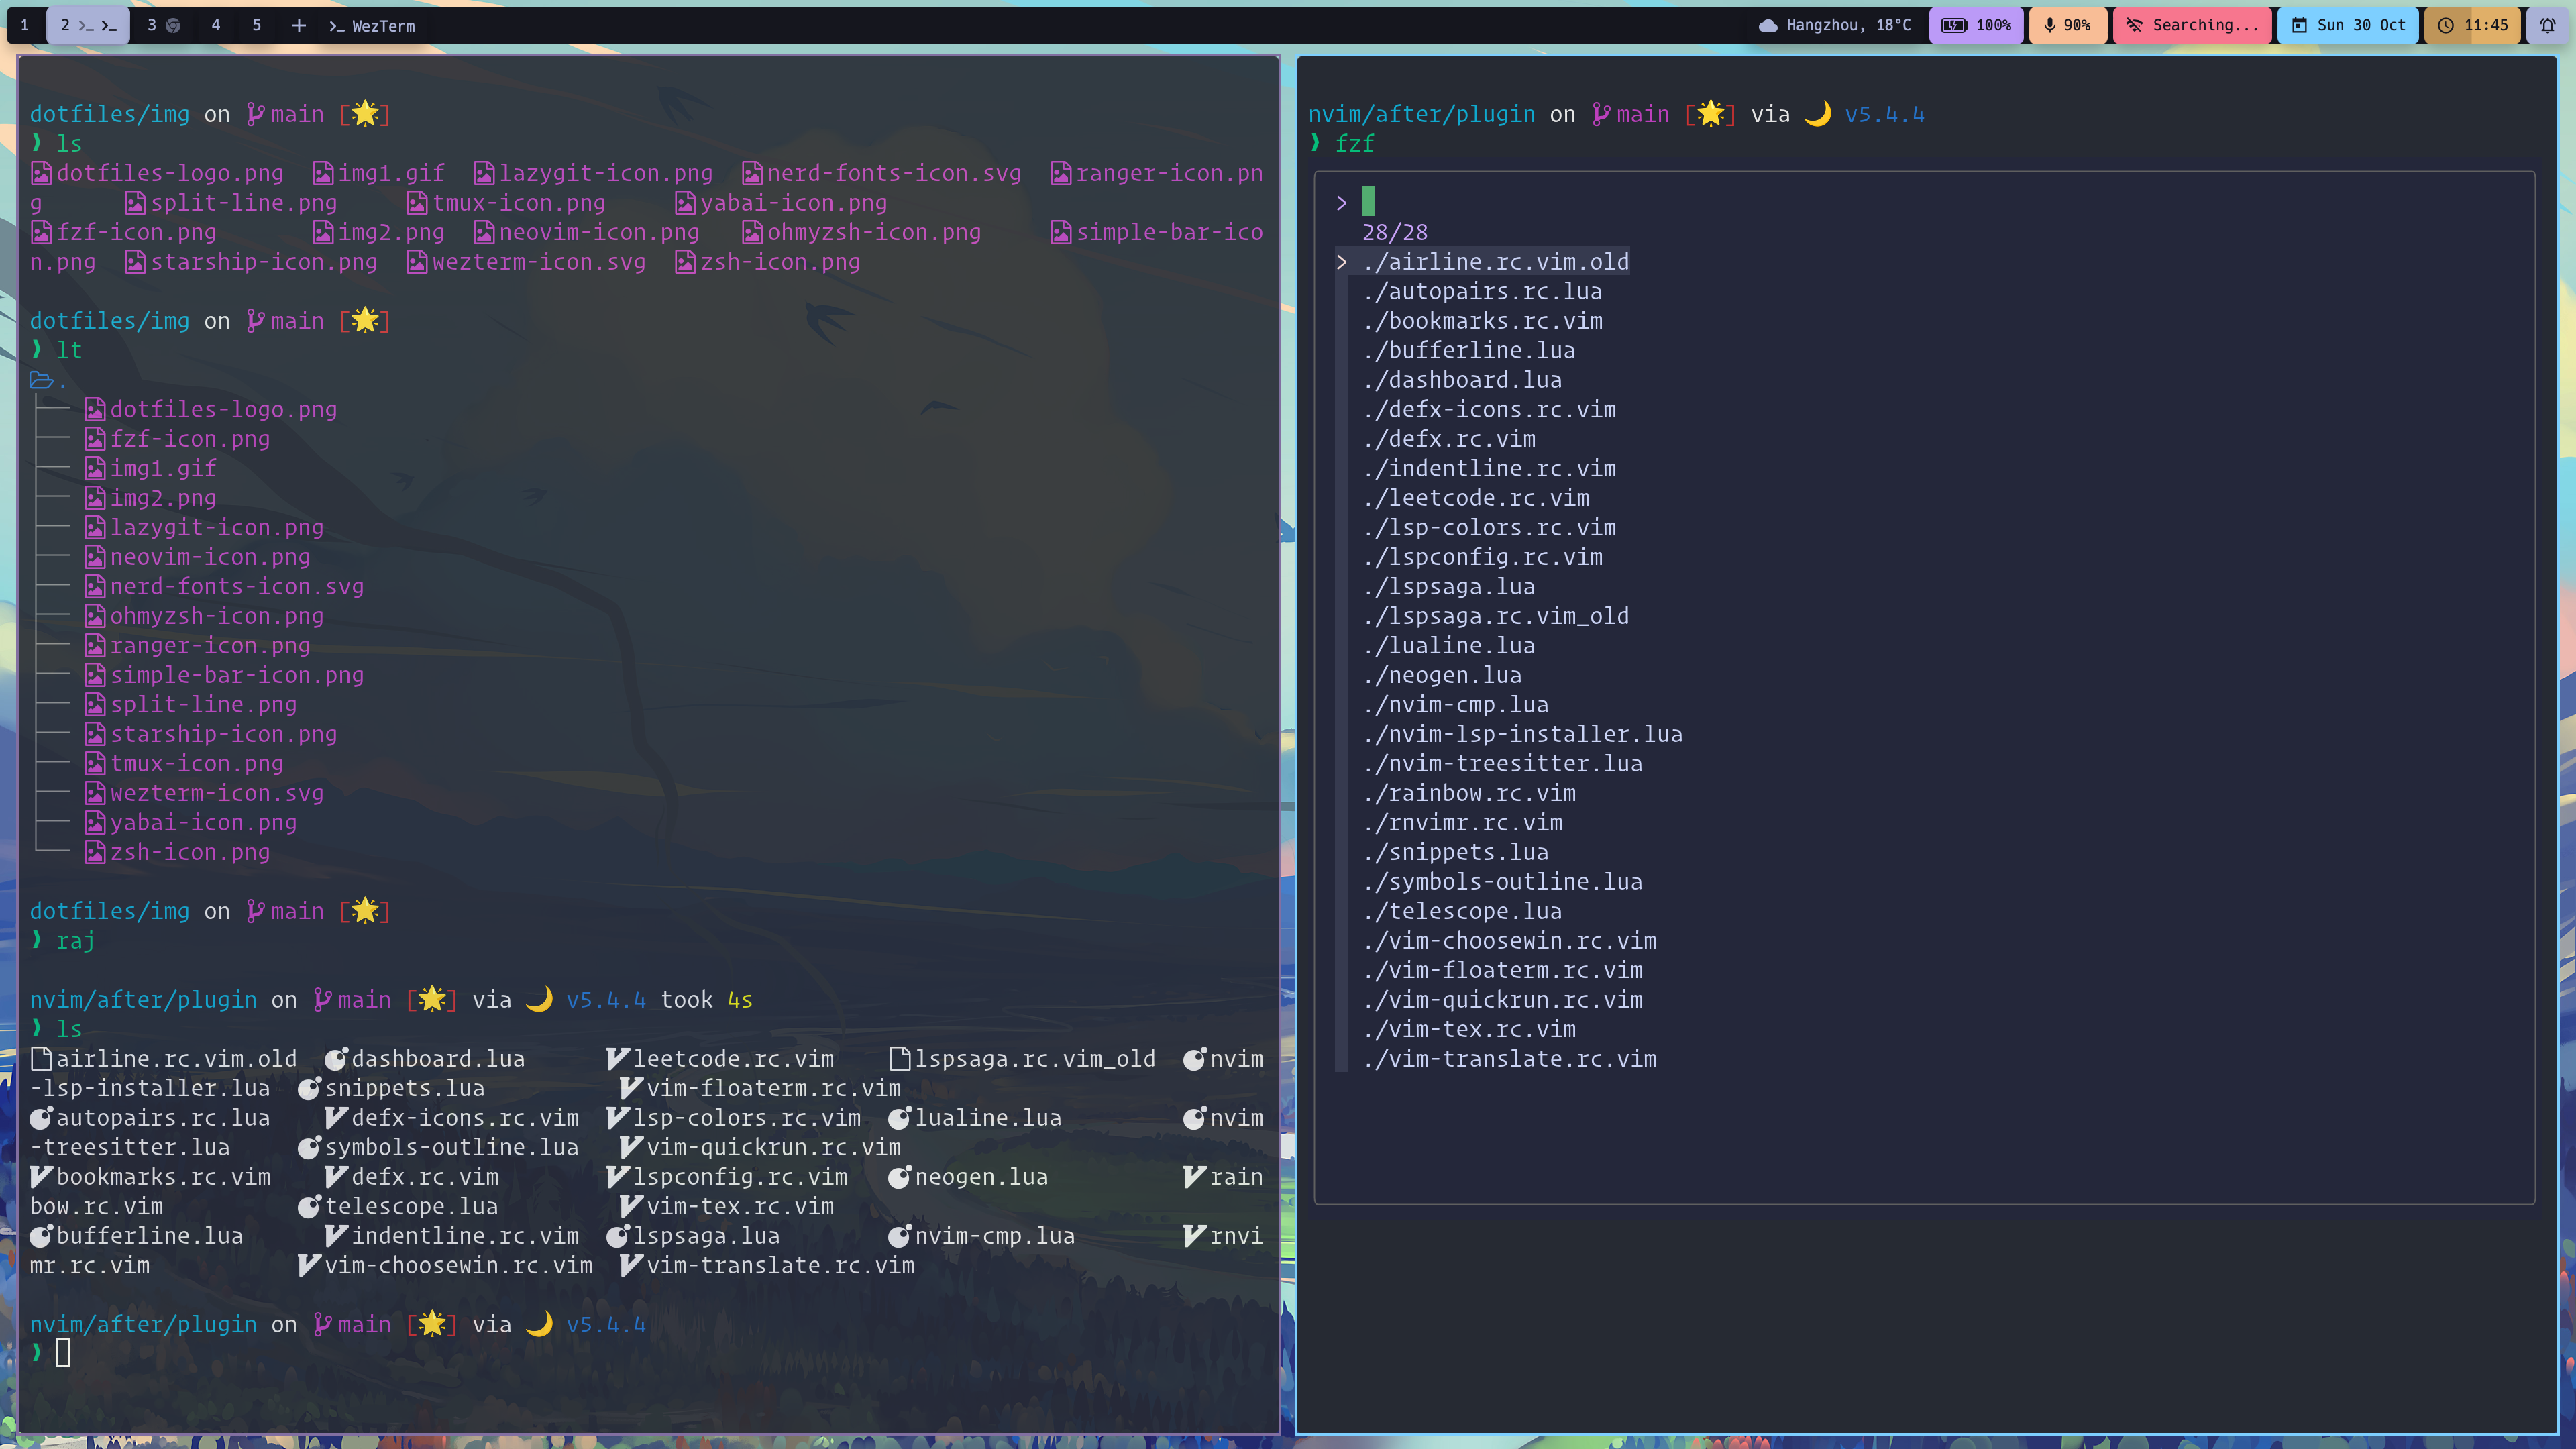 1 2 3 4 5 + >_ WezTerm Hangzhou, 18°C 100% 90% Searching... Sun 30 Oct 11:45
dotfiles/img on main [🌟]
❱ ls
dotfiles-logo.png img1.gif lazygit-icon.png nerd-fonts-icon.svg ranger-icon.pn
g split-line.png tmux-icon.png yabai-icon.png
fzf-icon.png img2.png neovim-icon.png ohmyzsh-icon.png simple-bar-ico
n.png starship-icon.png wezterm-icon.svg zsh-icon.png
dotfiles/img on main [🌟]
❱ lt
.
dotfiles-logo.png
fzf-icon.png
img1.gif
img2.png
lazygit-icon.png
neovim-icon.png
nerd-fonts-icon.svg
ohmyzsh-icon.png
ranger-icon.png
simple-bar-icon.png
split-line.png
starship-icon.png
tmux-icon.png
wezterm-icon.svg
yabai-icon.png
zsh-icon.png
dotfiles/img on main [🌟]
❱ raj
nvim/after/plugin on main [🌟] via 🌙 v5.4.4 took 4s
❱ ls
airline.rc.vim.old dashboard.lua leetcode.rc.vim lspsaga.rc.vim_old nvim
-lsp-installer.lua snippets.lua vim-floaterm.rc.vim
autopairs.rc.lua defx-icons.rc.vim lsp-colors.rc.vim lualine.lua nvim
-treesitter.lua symbols-outline.lua vim-quickrun.rc.vim
bookmarks.rc.vim defx.rc.vim lspconfig.rc.vim neogen.lua rain
bow.rc.vim telescope.lua vim-tex.rc.vim
bufferline.lua indentline.rc.vim lspsaga.lua nvim-cmp.lua rnvi
mr.rc.vim vim-choosewin.rc.vim vim-translate.rc.vim
nvim/after/plugin on main [🌟] via 🌙 v5.4.4
❱
nvim/after/plugin on main [🌟] via 🌙 v5.4.4
❱ fzf
>
28/28
> ./airline.rc.vim.old
./autopairs.rc.lua
./bookmarks.rc.vim
./bufferline.lua
./dashboard.lua
./defx-icons.rc.vim
./defx.rc.vim
./indentline.rc.vim
./leetcode.rc.vim
./lsp-colors.rc.vim
./lspconfig.rc.vim
./lspsaga.lua
./lspsaga.rc.vim_old
./lualine.lua
./neogen.lua
./nvim-cmp.lua
./nvim-lsp-installer.lua
./nvim-treesitter.lua
./rainbow.rc.vim
./rnvimr.rc.vim
./snippets.lua
./symbols-outline.lua
./telescope.lua
./vim-choosewin.rc.vim
./vim-floaterm.rc.vim
./vim-quickrun.rc.vim
./vim-tex.rc.vim
./vim-translate.rc.vim